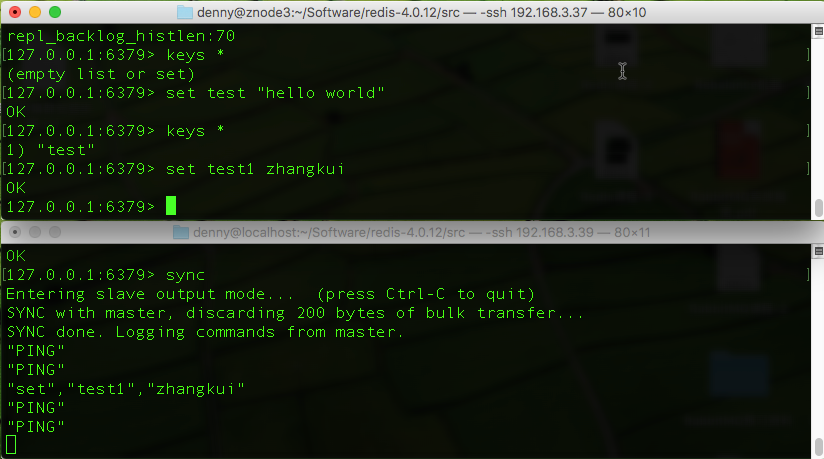 denny@znode3:~/Software/redis-4.0.12/src — -ssh 192.168.3.37 — 80×10
repl_backlog_histlen:70
[127.0.0.1:6379> keys *
(empty list or set)
[127.0.0.1:6379> set test "hello world"
OK
[127.0.0.1:6379> keys *
1) "test"
[127.0.0.1:6379> set test1 zhangkui
OK
127.0.0.1:6379>
denny@localhost:~/Software/redis-4.0.12/src — -ssh 192.168.3.39 — 80×11
OK
[127.0.0.1:6379> sync
Entering slave output mode...  (press Ctrl-C to quit)
SYNC with master, discarding 200 bytes of bulk transfer...
SYNC done. Logging commands from master.
"PING"
"PING"
"set","test1","zhangkui"
"PING"
"PING"